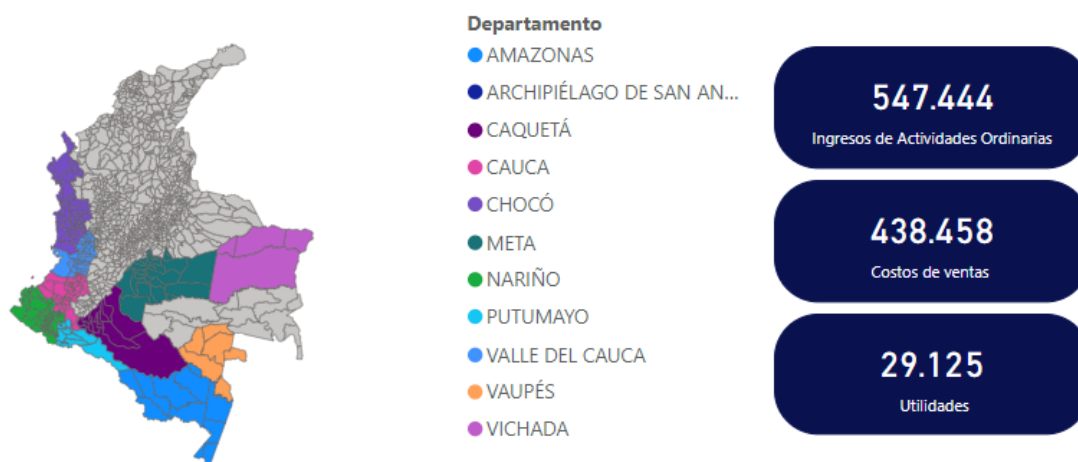 Departamento
AMAZONAS
ARCHIPIÉLAGO DE SAN AN...
CAQUETÁ
CAUCA
CHOCÓ
META
NARIÑO
PUTUMAYO
VALLE DEL CAUCA
VAUPÉS
VICHADA
547.444
Ingresos de Actividades Ordinarias
438.458
Costos de ventas
29.125
Utilidades